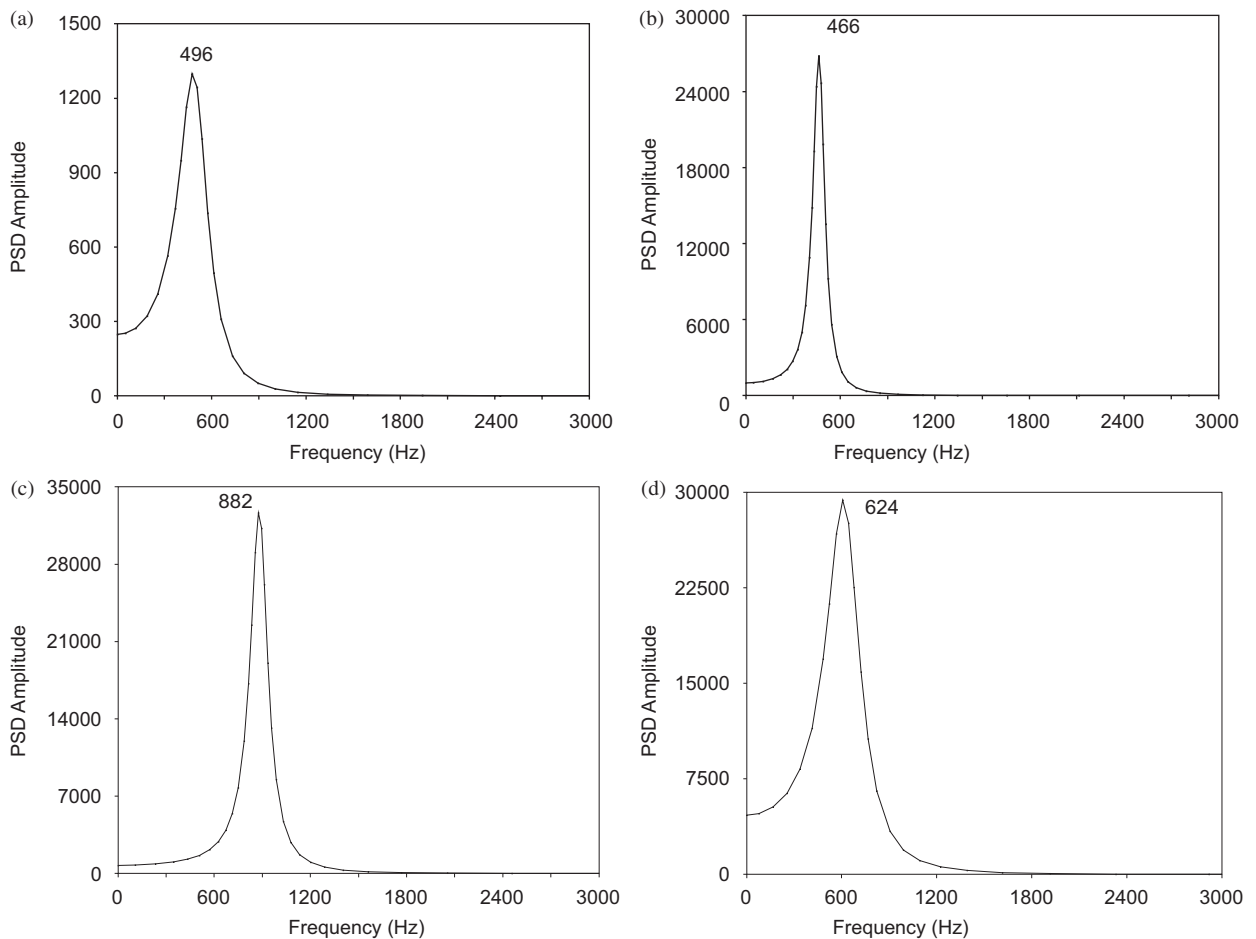 (a)
496
1500
1200
900
600
300
0
PSD Amplitude
0 600 1200 1800 2400 3000
Frequency (Hz)
(b)
466
30000
24000
18000
12000
6000
0
PSD Amplitude
0 600 1200 1800 2400 3000
Frequency (Hz)
(c)
882
35000
28000
21000
14000
7000
0
PSD Amplitude
0 600 1200 1800 2400 3000
Frequency (Hz)
(d)
624
30000
22500
15000
7500
0
PSD Amplitude
0 600 1200 1800 2400 3000
Frequency (Hz)